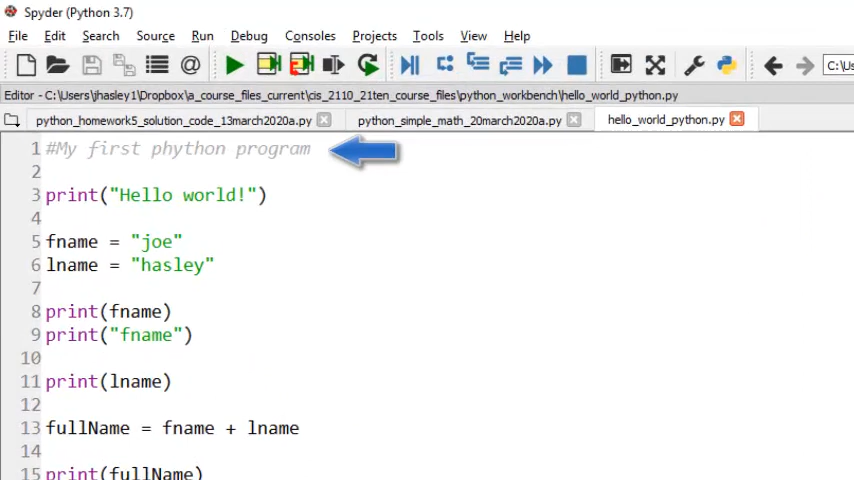 Spyder (Python 3.7)
File Edit Search Source Run Debug Consoles Projects Tools View Help
C:\Us
Editor - C:\Users\jhasley1\Dropbox\a_course_files_current\cis_2110_21ten_course_files\python_workbench\hello_world_python.py
python_homework5_solution_code_13march2020a.py python_simple_math_20march2020a.py hello_world_python.py
1 #My first phython program
2
3 print("Hello world!")
4
5 fname = "joe"
6 lname = "hasley"
7
8 print(fname)
9 print("fname")
10
11 print(lname)
12
13 fullName = fname + lname
14
15 print(fullName)